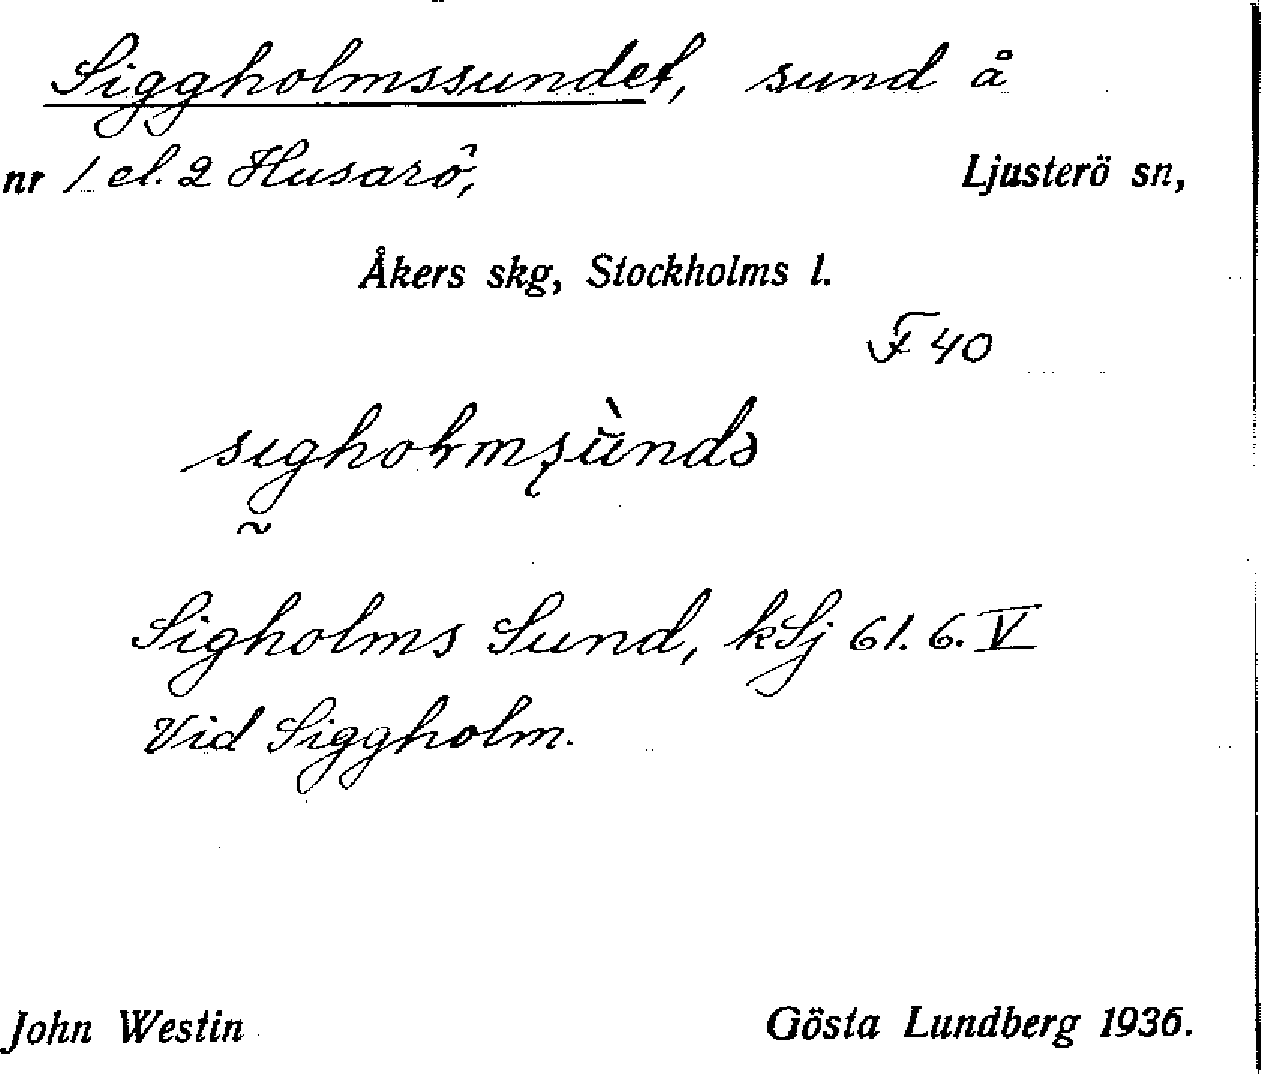 Siggholmssundet, sund å
nr 1 el. 2 Husarö, Ljusterö sn,
Åkers skg, Stockholms l.
F 40
sıgholmsùndə
~
Sigholms Sund, kSj 61. 6. V
Vid Siggholm.
John Westin Gösta Lundberg 1936.